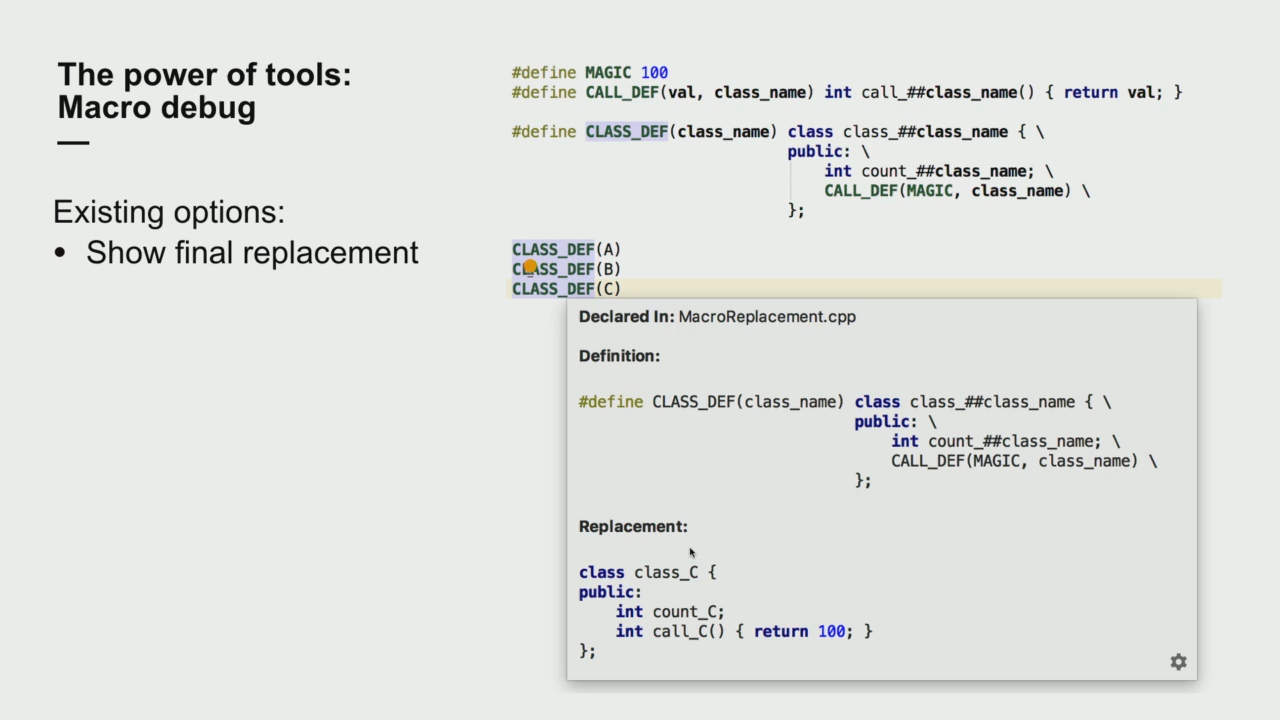 The power of tools:
Macro debug
Existing options:
• Show final replacement
#define MAGIC 100
#define CALL_DEF(val, class_name) int call_##class_name() { return val; }
#define CLASS_DEF(class_name) class class_##class_name { \
public: \
int count_##class_name; \
CALL_DEF(MAGIC, class_name) \
};
CLASS_DEF(A)
CLASS_DEF(B)
CLASS_DEF(C)
Declared In: MacroReplacement.cpp
Definition:
#define CLASS_DEF(class_name) class class_##class_name { \
public: \
int count_##class_name; \
CALL_DEF(MAGIC, class_name) \
};
Replacement:
class class_C {
public:
int count_C;
int call_C() { return 100; }
};